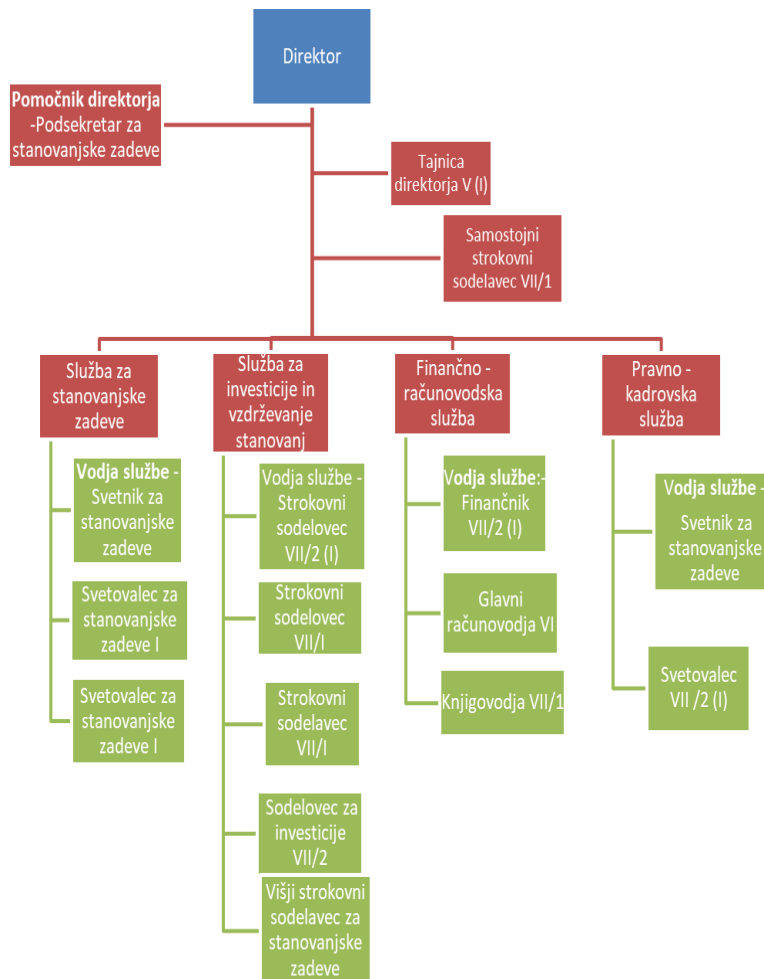 Direktor
Pomočnik direktorja
-Podsekretar za
stanovanjske zadeve
Tajnica
direktorja V (I)
Samostojni
strokovni
sodelavec VII/1
Služba za
stanovanjske
zadeve
Vodja službe -
Svetnik za
stanovanjske
zadeve
Svetovalec za
stanovanjske
zadeve I
Svetovalec za
stanovanjske
zadeve I
Služba za
investicije in
vzdrževanje
stanovanj
Vodja službe -
Strokovni
sodelovec
VII/2 (I)
Strokovni
sodelovec
VII/I
Strokovni
sodelavec
VII/I
Sodelovec za
investicije
VII/2
Višji strokovni
sodelavec za
stanovanjske
zadeve
Finančno -
računovodska
služba
Vodja službe:-
Finančnik
VII/2 (I)
Glavni
računovodja VI
Knjigovodja VII/1
Pravno -
kadrovska
služba
Vodja službe -
Svetnik za
stanovanjske
zadeve
Svetovalec
VII /2 (I)